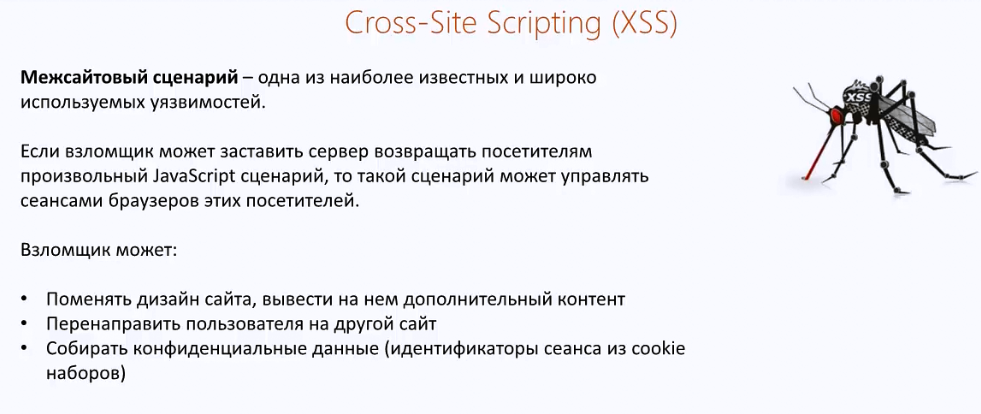 Cross-Site Scripting (XSS)
Межсайтовый сценарий – одна из наиболее известных и широко
используемых уязвимостей.
XSS
Если взломщик может заставить сервер возвращать посетителям
произвольный JavaScript сценарий, то такой сценарий может управлять
сеансами браузеров этих посетителей.
Взломщик может:
• Поменять дизайн сайта, вывести на нем дополнительный контент
• Перенаправить пользователя на другой сайт
• Собирать конфиденциальные данные (идентификаторы сеанса из cookie
наборов)